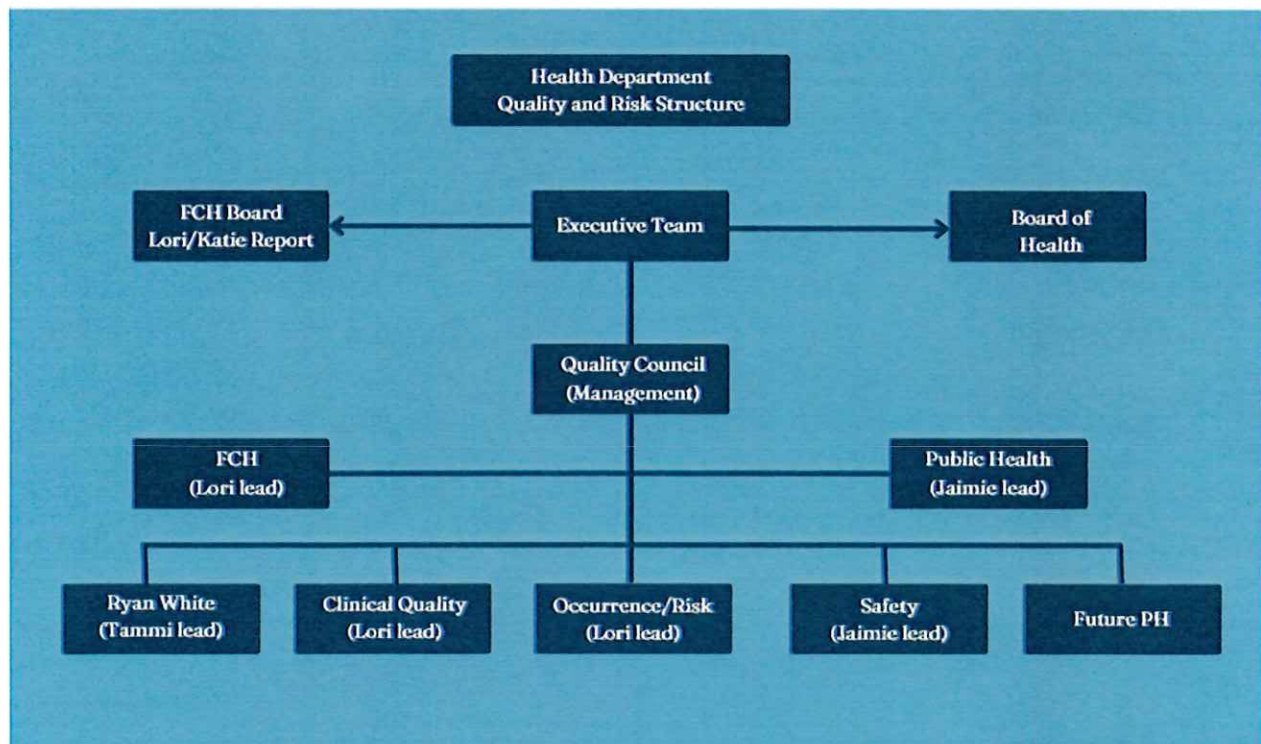 Health Department
Quality and Risk Structure
FCH Board
Lori/Katie Report
Executive Team
Board of
Health
Quality Council
(Management)
FCH
(Lori lead)
Public Health
(Jaimie lead)
Ryan White
(Tammi lead)
Clinical Quality
(Lori lead)
Occurrence/Risk
(Lori lead)
Safety
(Jaimie lead)
Future PH